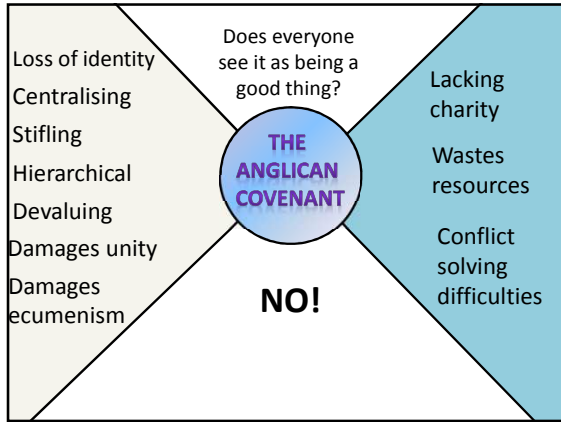 Does everyone
see it as being a
good thing?
Loss of identity
Centralising
Stifling
Hierarchical
Devaluing
Damages unity
Damages
ecumenism
THE
ANGLICAN
COVENANT
NO!
Lacking
charity
Wastes
resources
Conflict
solving
difficulties